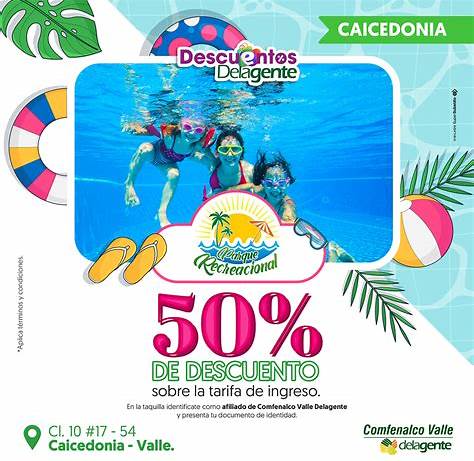 CAICEDONIA
Descuentos
Delagente
Parque
Recreacional
50%
DE DESCUENTO
sobre la tarifa de ingreso.
En la taquilla identifícate como afiliado de Comfenalco Valle Delagente
y presenta tu documento de identidad.
*Aplica términos y condiciones.
Cl. 10 #17 - 54
Caicedonia - Valle.
Comfenalco Valle
delagente